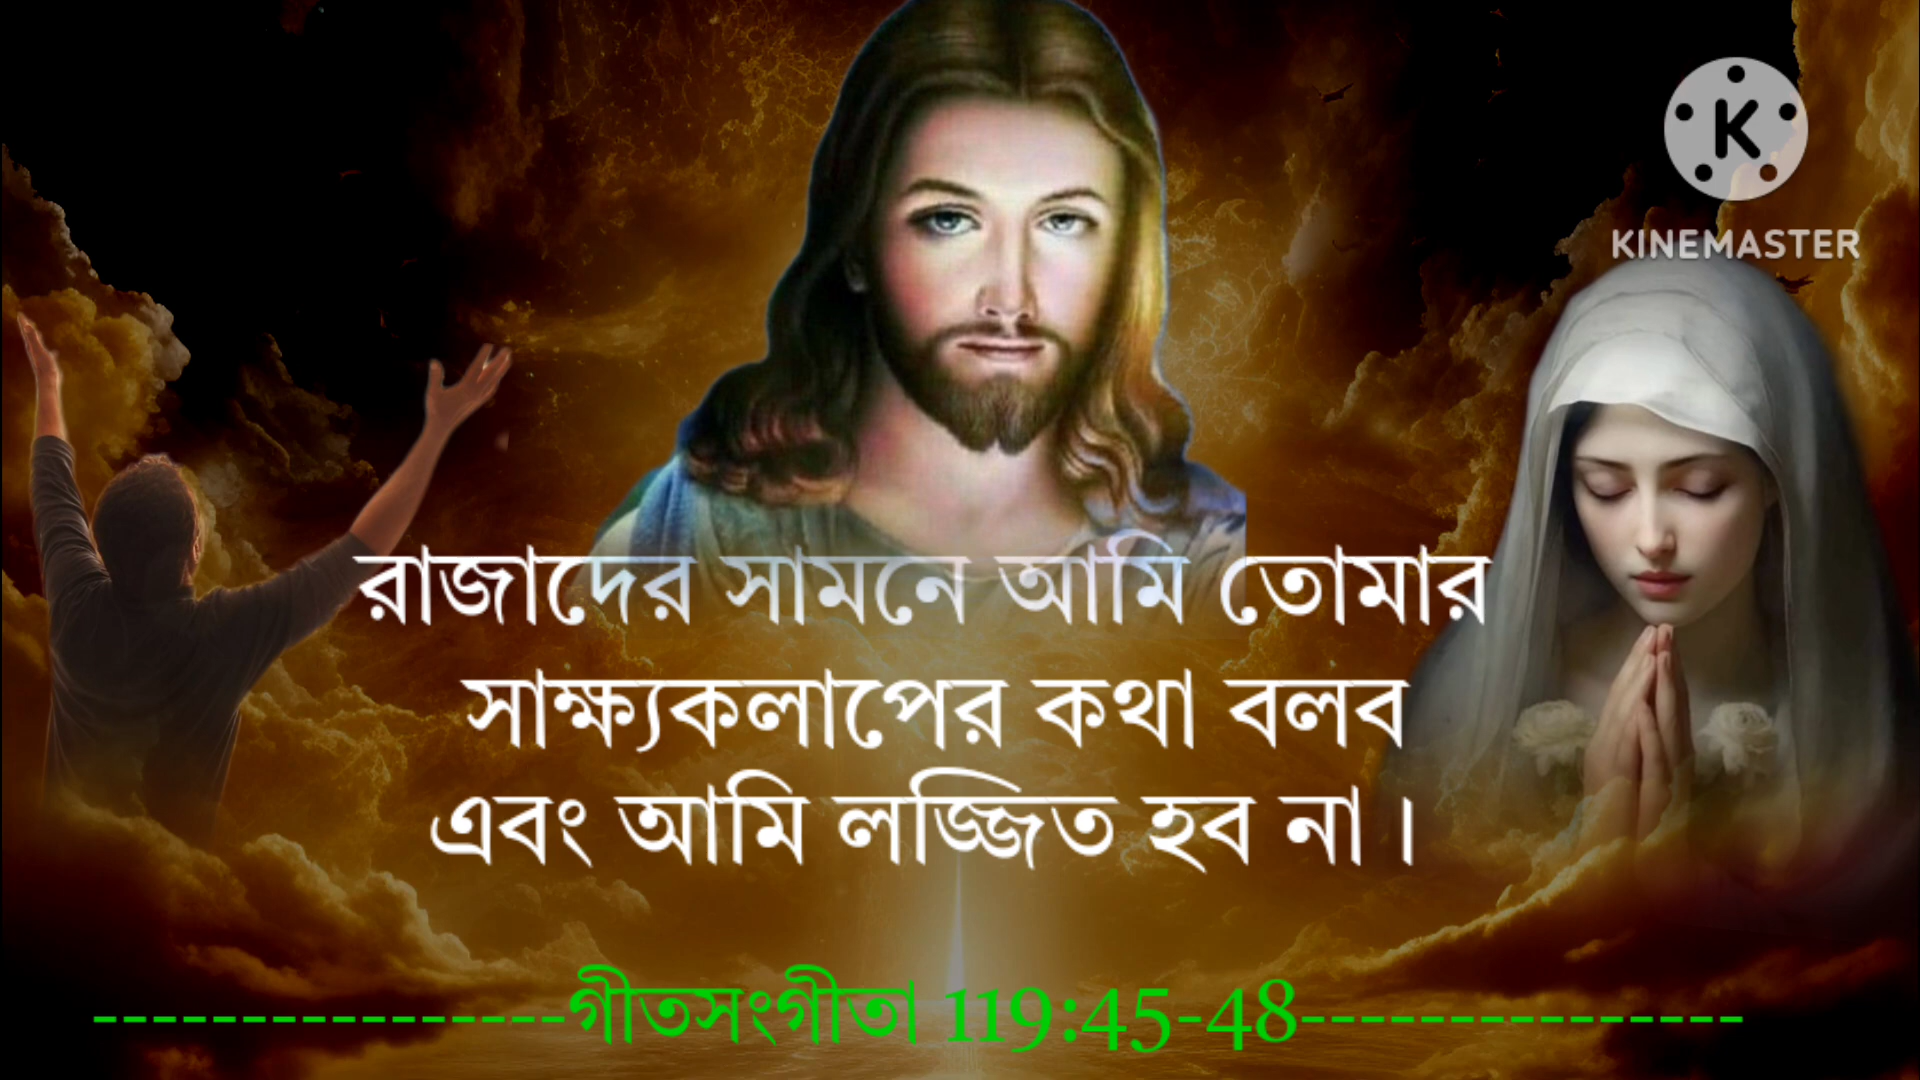 KINEMASTER
রাজাদের সামনে আমি তোমার
সাক্ষ্যকলাপের কথা বলব
এবং আমি লজ্জিত হব না।
----------------গীতসংগীতা 119:45-48---------------